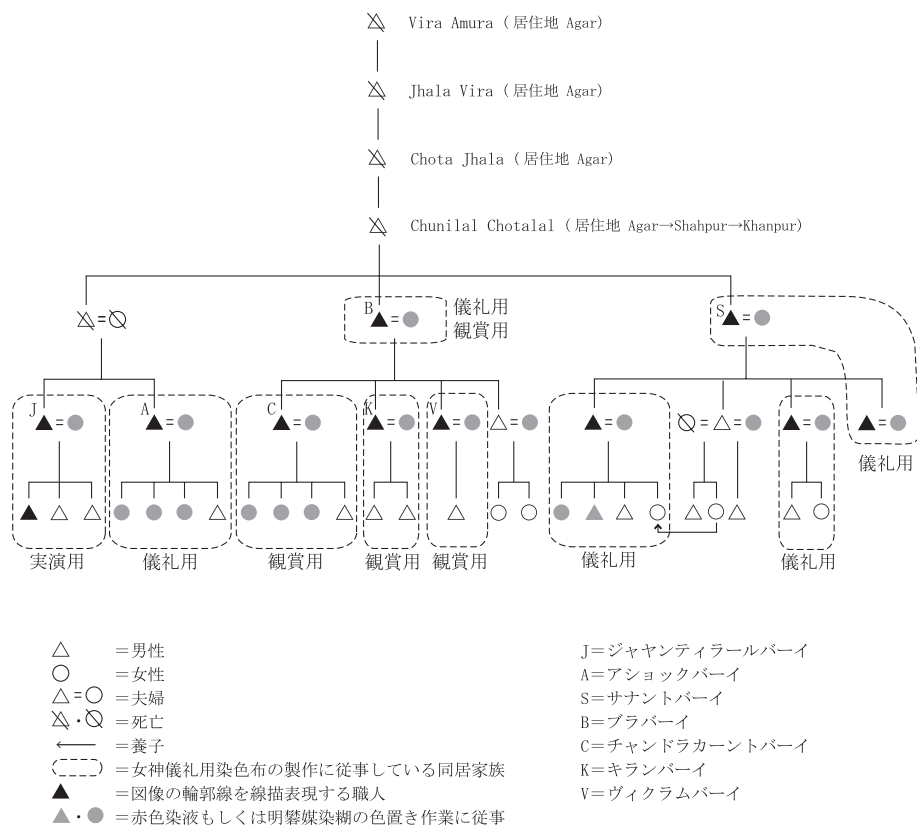 Vira Amura (居住地 Agar)
Jhala Vira (居住地 Agar)
Chota Jhala (居住地 Agar)
Chunilal Chotalal (居住地 Agar→Shahpur→Khanpur)
B
儀礼用
観賞用
S
J
A
C
K
V
儀礼用
実演用
儀礼用
観賞用
観賞用
観賞用
儀礼用
儀礼用
△ =男性
○ =女性
△=○ =夫婦
=死亡
← =養子
=女神儀礼用染色布の製作に従事している同居家族
▲ =図像の輪郭線を線描表現する職人
▲・● =赤色染液もしくは明礬媒染糊の色置き作業に従事
J=ジャヤンティラールバーイ
A=アショックバーイ
S=サナントバーイ
B=ブラバーイ
C=チャンドラカーントバーイ
K=キランバーイ
V=ヴィクラムバーイ